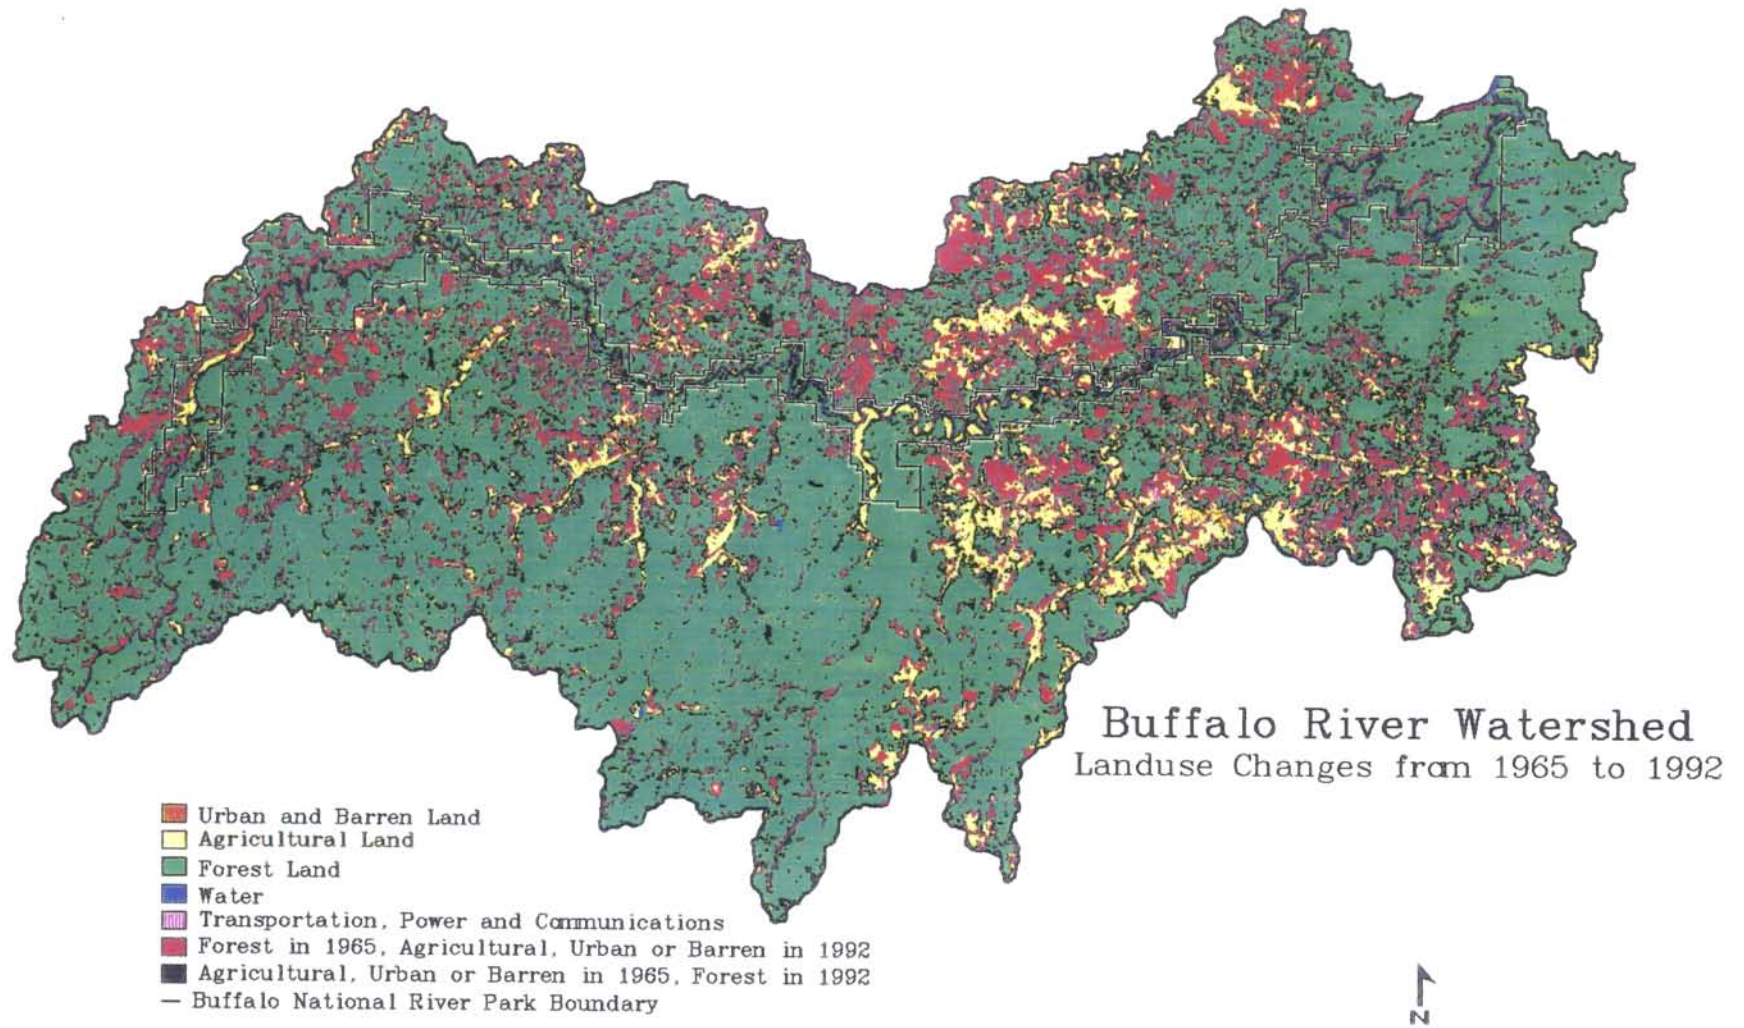 Buffalo River Watershed
Landuse Changes from 1965 to 1992
Urban and Barren Land
Agricultural Land
Forest Land
Water
Transportation, Power and Communications
Forest in 1965, Agricultural, Urban or Barren in 1992
Agricultural, Urban or Barren in 1965, Forest in 1992
Buffalo National River Park Boundary
N